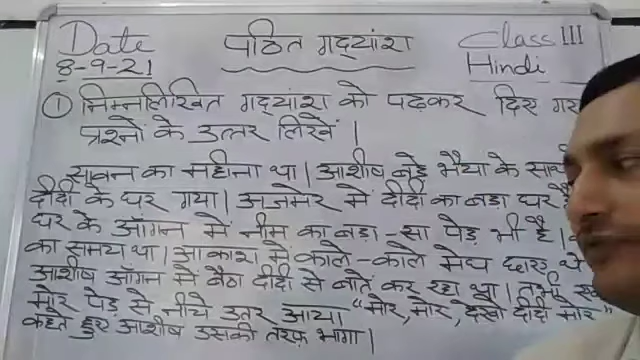 Date
8-9-21
पठित गद्यांश
Class III
Hindi
① निम्नलिखित गद्यांश को पढ़कर दिए गए
प्रश्नो के उत्तर लिखें |
सावन का महीना था | आशीष बड़े भैया के साथ
दीदी के घर गया | अजमेर में दीदी का बड़ा घर है
घर के आँगन में नीम का बड़ा-सा पेड़ भी है |
का समय था | आकाश में काले-काले मेघ छाए थे
आशीष आँगन में बैठा दीदी से बातें कर रहा था | तभी
मोर पेड़ से नीचे उतर आया "मोर, मोर, देखो दीदी मोर"
कहते हुए आशीष उसकी तरफ भागा |